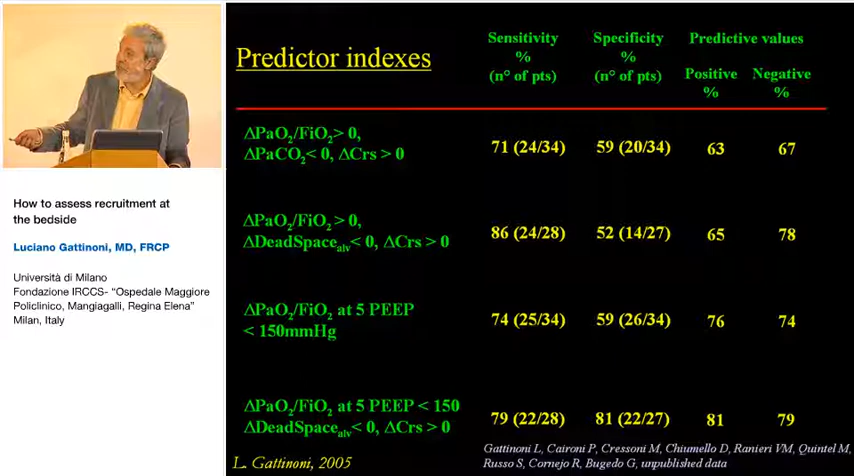 How to assess recruitment at
the bedside
Luciano Gattinoni, MD, FRCP
Università di Milano
Fondazione IRCCS- “Ospedale Maggiore
Policlinico, Mangiagalli, Regina Elena”
Milan, Italy
Predictor indexes
Sensitivity
%
(n° of pts)
Specificity
%
(n° of pts)
Predictive values
Positive
%
Negative
%
ΔPaO₂/FiO₂> 0,
ΔPaCO₂< 0, ΔCrs > 0
71 (24/34)
59 (20/34)
63
67
ΔPaO₂/FiO₂ > 0,
ΔDeadSpacealv< 0, ΔCrs > 0
86 (24/28)
52 (14/27)
65
78
ΔPaO₂/FiO₂ at 5 PEEP
< 150mmHg
74 (25/34)
59 (26/34)
76
74
ΔPaO₂/FiO₂ at 5 PEEP < 150
ΔDeadSpacealv< 0, ΔCrs > 0
79 (22/28)
81 (22/27)
81
79
L. Gattinoni, 2005
Gattinoni L, Caironi P, Cressoni M, Chiumello D, Ranieri VM, Quintel M,
Russo S, Cornejo R, Bugedo G, unpublished data